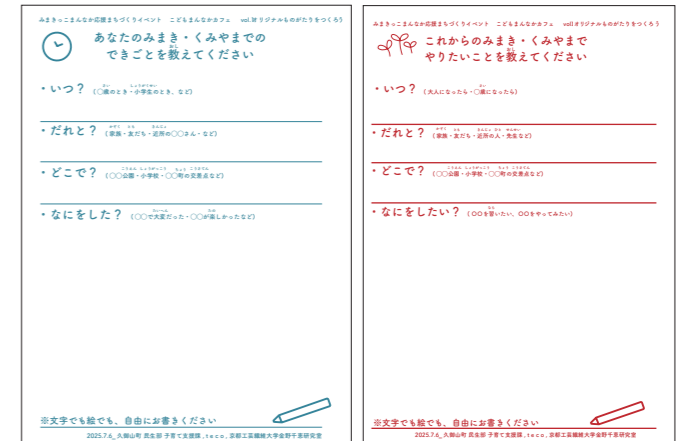 みまきっこまんなか応援まちづくりイベント こどもまんなかカフェ vol.1オリジナルものがたりをつくろう
あなたのみまき・くみやまでの
できごとを教えてください
・いつ？（〇歳のとき・小学生のとき、など）
・だれと？（家族・友だち・近所の〇〇さん・など）
・どこで？（〇〇公園・小学校・〇〇町の交差点など）
・なにをした？（〇〇で大変だった・〇〇が楽しかったなど）
※文字でも絵でも、自由にお書きください
2025.7.6_ 久御山町 民生部 子育て支援課 , teco , 京都工芸繊維大学金野千恵研究室
みまきっこまんなか応援まちづくりイベント こどもまんなかカフェ vol1オリジナルものがたりをつくろう
これからのみまき・くみやまで
やりたいことを教えてください
・いつ？（大人になったら・〇歳になったら）
・だれと？（家族・友だち・近所の人・先生など）
・どこで？（〇〇公園・小学校・〇〇町の交差点など）
・なにをしたい？（〇〇を習いたい、〇〇をやってみたい）
※文字でも絵でも、自由にお書きください
2025.7.6_ 久御山町 民生部 子育て支援課 , teco , 京都工芸繊維大学金野千恵研究室